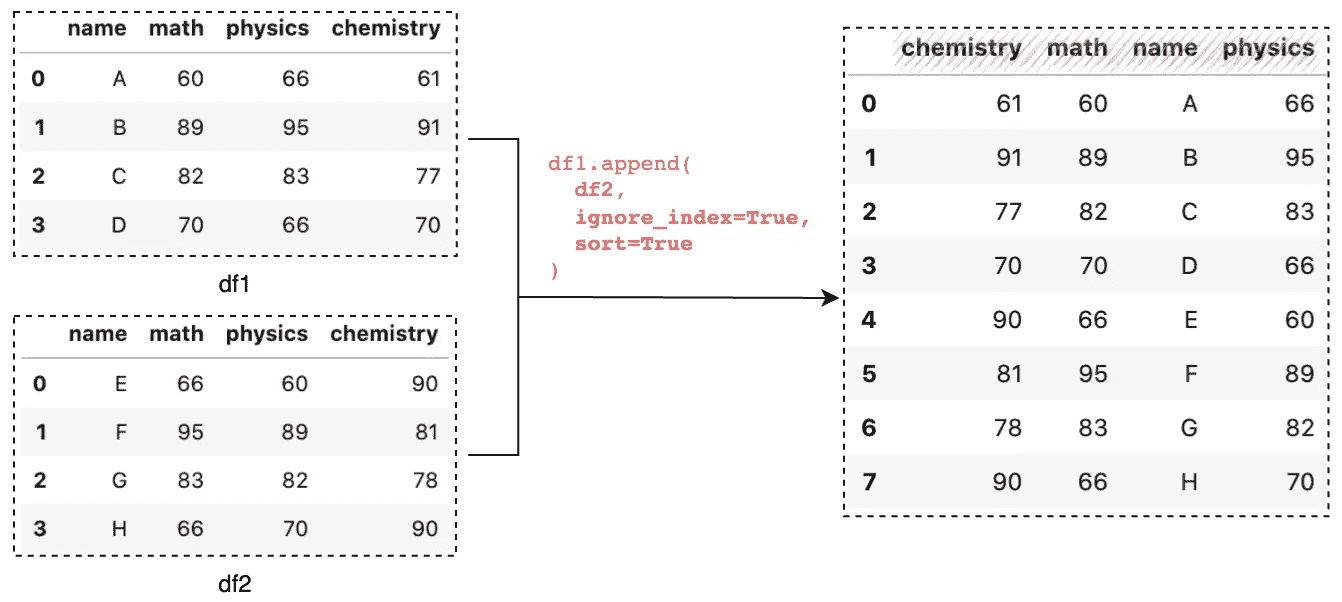 name math physics chemistry
0 A 60 66 61
1 B 89 95 91
2 C 82 83 77
3 D 70 66 70
df1
name math physics chemistry
0 E 66 60 90
1 F 95 89 81
2 G 83 82 78
3 H 66 70 90
df2
df1.append(
df2,
ignore_index=True,
sort=True
)
chemistry math name physics
0 61 60 A 66
1 91 89 B 95
2 77 82 C 83
3 70 70 D 66
4 90 66 E 60
5 81 95 F 89
6 78 83 G 82
7 90 66 H 70